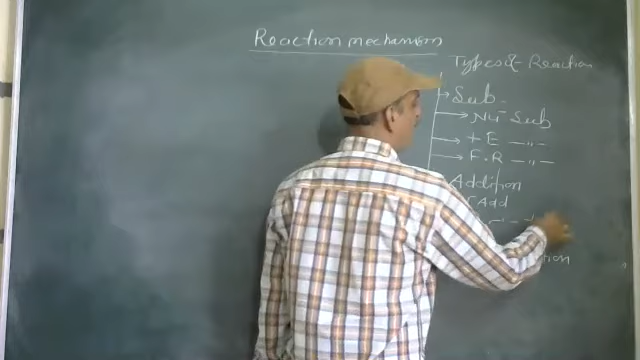 Reaction mechanism
Types of Reaction
→ Sub.
→ Nu⁻ Sub
→ +E — „ —
→ F.R — „ —
Addition
Add